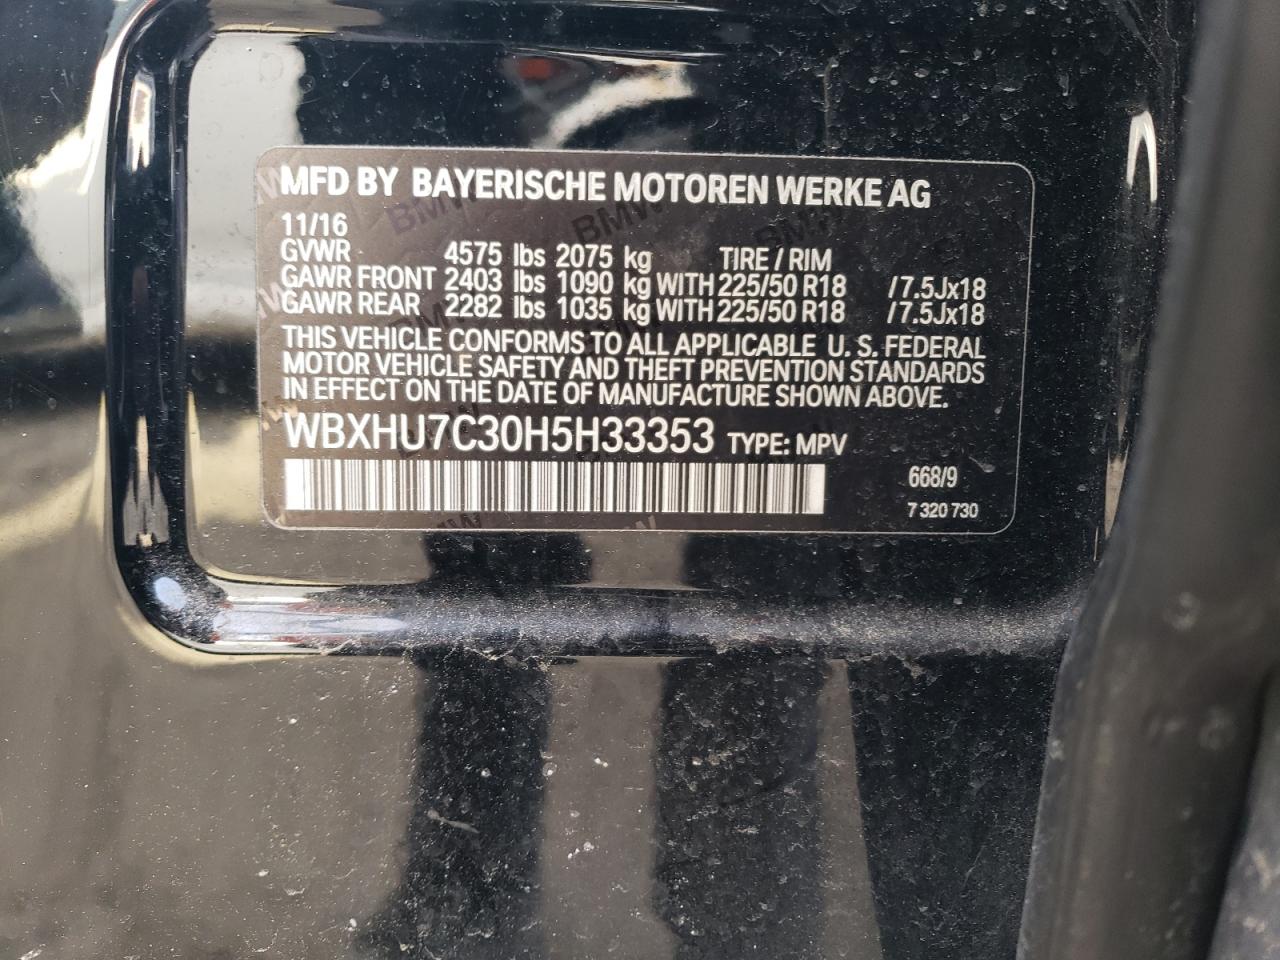 MFD BY BAYERISCHE MOTOREN WERKE AG
11/16
GVWR 4575 lbs 2075 kg TIRE / RIM
GAWR FRONT 2403 lbs 1090 kg WITH 225/50 R18 /7.5Jx18
GAWR REAR 2282 lbs 1035 kg WITH 225/50 R18 /7.5Jx18
THIS VEHICLE CONFORMS TO ALL APPLICABLE U. S. FEDERAL
MOTOR VEHICLE SAFETY AND THEFT PREVENTION STANDARDS
IN EFFECT ON THE DATE OF MANUFACTURE SHOWN ABOVE.
WBXHU7C30H5H33353 TYPE: MPV
668/9
7 320 730